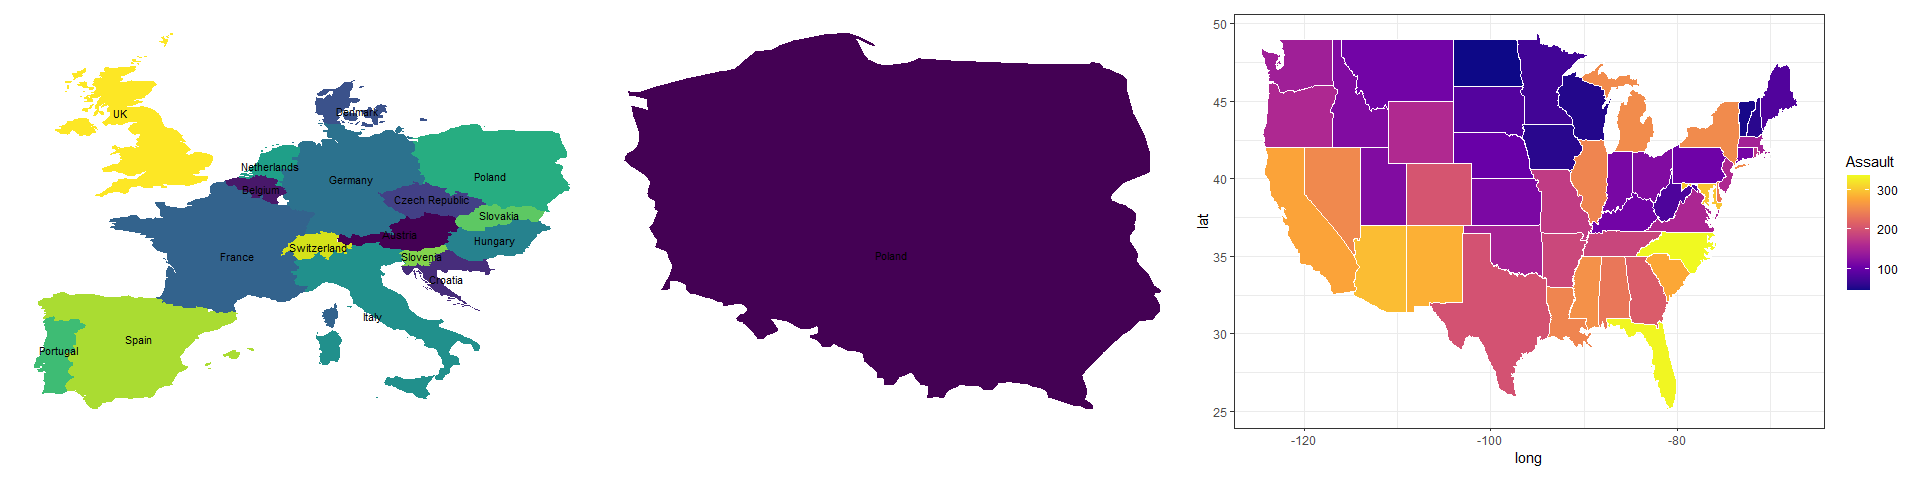 UK
Denmark
Netherlands
Belgium
Germany
Poland
Czech Republic
Slovakia
Austria
Hungary
Switzerland
Slovenia
France
Croatia
Italy
Spain
Portugal
Poland
50
45
40
35
30
25
lat
-120
-100
-80
long
Assault
300
200
100